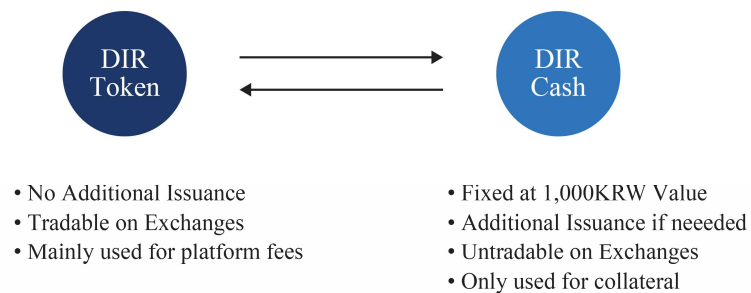 DIR
Token
DIR
Cash
• No Additional Issuance
• Tradable on Exchanges
• Mainly used for platform fees
• Fixed at 1,000KRW Value
• Additional Issuance if neeeded
• Untradable on Exchanges
• Only used for collateral